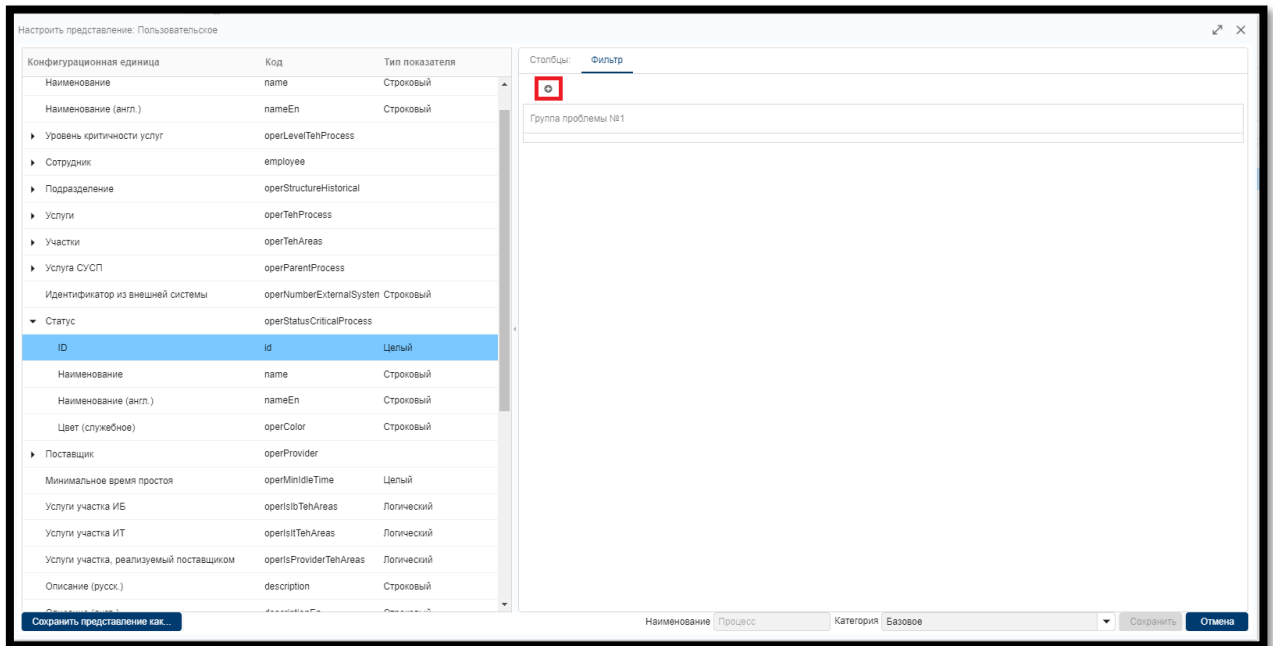 Настроить представление: Пользовательское
Конфигурационная единица Код Тип показателя
Наименование name Строковый
Наименование (англ.) nameEn Строковый
Уровень критичности услуг operLevelTehProcess
Сотрудник employee
Подразделение operStructureHistorical
Услуги operTehProcess
Участки operTehAreas
Услуга СУСП operParentProcess
Идентификатор из внешней системы operNumberExternalSysten Строковый
Статус operStatusCriticalProcess
ID id Целый
Наименование name Строковый
Наименование (англ.) nameEn Строковый
Цвет (служебное) operColor Строковый
Поставщик operProvider
Минимальное время простоя operMinIdleTime Целый
Услуги участка ИБ operIsIbTehAreas Логический
Услуги участка ИТ operIsItTehAreas Логический
Услуги участка, реализуемый поставщиком operIsProviderTehAreas Логический
Описание (русск.) description Строковый
Столбцы: Фильтр
Группа проблемы №1
Сохранить представление как... Наименование Процесс Категория Базовое Сохранить Отмена